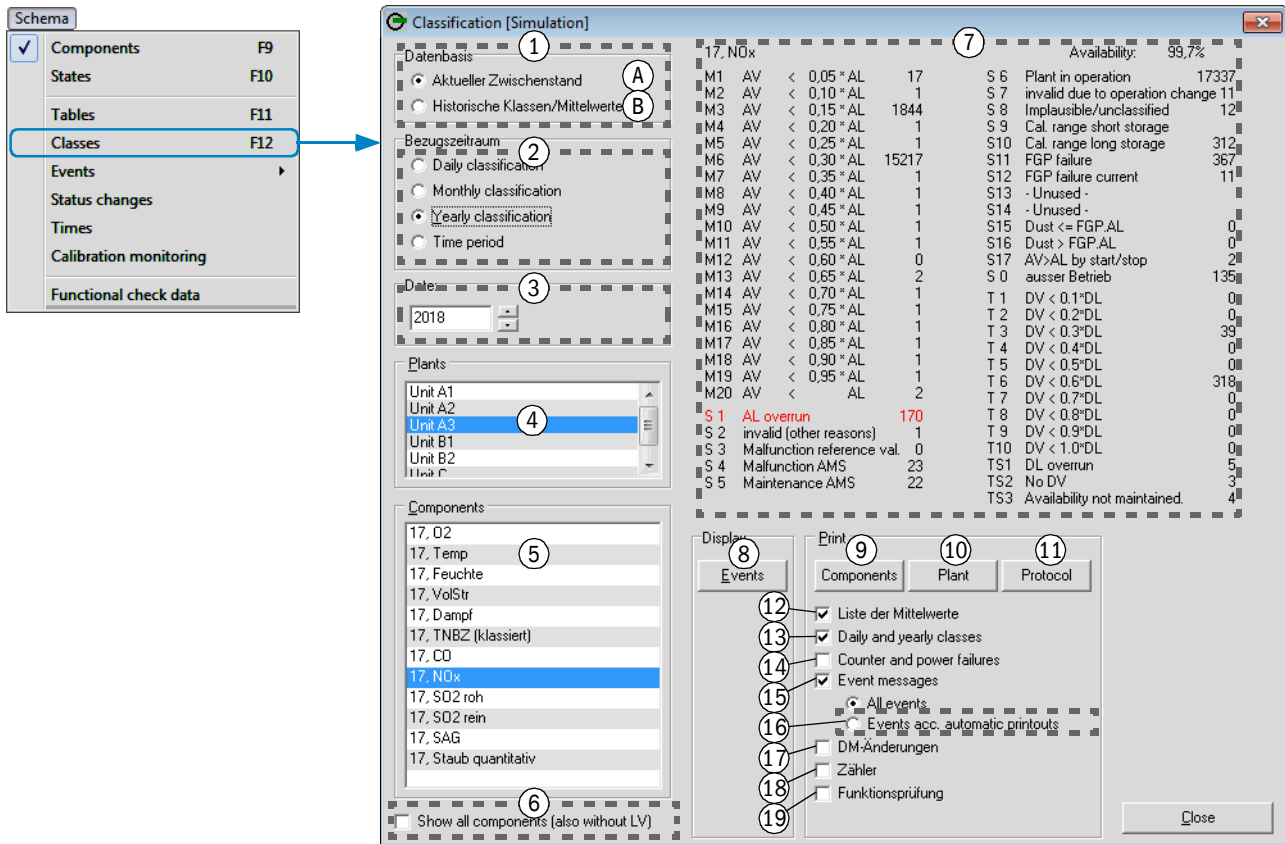 Schema
Components F9
States F10
Tables F11
Classes F12
Events
Status changes
Times
Calibration monitoring
Functional check data
Classification [Simulation]
1
Datenbasis
Aktueller Zwischenstand A
Historische Klassen/Mittelwerte B
Bezugszeitraum
2
Daily classification
Monthly classification
Yearly classification
Time period
Date:
3
2018
Plants
Unit A1
Unit A2
Unit A3
Unit B1
Unit B2
Unit C
4
Components
17, O2
17, Temp
17, Feuchte
17, VolStr
17, Dampf
17, TNBZ (klassiert)
17, CO
17, NOx
17, SO2 roh
17, SO2 rein
17, SAG
17, Staub quantitativ
5
6
Show all components (also without LV)
7
17, NOx Availability: 99,7%
M1 AV < 0,05 * AL 17
M2 AV < 0,10 * AL 1
M3 AV < 0,15 * AL 1844
M4 AV < 0,20 * AL 1
M5 AV < 0,25 * AL 1
M6 AV < 0,30 * AL 15217
M7 AV < 0,35 * AL 1
M8 AV < 0,40 * AL 1
M9 AV < 0,45 * AL 1
M10 AV < 0,50 * AL 1
M11 AV < 0,55 * AL 1
M12 AV < 0,60 * AL 0
M13 AV < 0,65 * AL 2
M14 AV < 0,70 * AL 1
M15 AV < 0,75 * AL 1
M16 AV < 0,80 * AL 1
M17 AV < 0,85 * AL 1
M18 AV < 0,90 * AL 1
M19 AV < 0,95 * AL 1
M20 AV < AL 2
S 1 AL overrun 170
S 2 invalid (other reasons) 1
S 3 Malfunction reference val. 0
S 4 Malfunction AMS 23
S 5 Maintenance AMS 22
S 6 Plant in operation 17337
S 7 invalid due to operation change 11
S 8 Implausible/unclassified 12
S 9 Cal. range short storage
S10 Cal. range long storage 312
S11 FGP failure 367
S12 FGP failure current 11
S13 - Unused -
S14 - Unused -
S15 Dust <= FGP.AL 0
S16 Dust > FGP.AL 0
S17 AV>AL by start/stop 2
S 0 ausser Betrieb 135
T 1 DV < 0.1*DL 0
T 2 DV < 0.2*DL 0
T 3 DV < 0.3*DL 39
T 4 DV < 0.4*DL 0
T 5 DV < 0.5*DL 0
T 6 DV < 0.6*DL 318
T 7 DV < 0.7*DL 0
T 8 DV < 0.8*DL 0
T 9 DV < 0.9*DL 0
T10 DV < 1.0*DL 0
TS1 DL overrun 5
TS2 No DV 3
TS3 Availability not maintained. 4
Display
8
Events
Print
9 10 11
Components Plant Protocol
12 Liste der Mittelwerte
13 Daily and yearly classes
14 Counter and power failures
15 Event messages
All events
16 Events acc. automatic printouts
17 DM-Änderungen
18 Zähler
19 Funktionsprüfung
Close